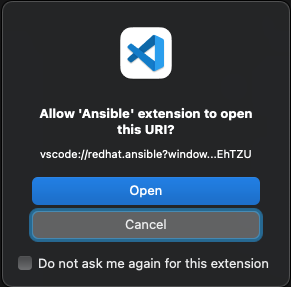 Allow 'Ansible' extension to open
this URI?
vscode://redhat.ansible?window...EhTZU
Open
Cancel
Do not ask me again for this extension